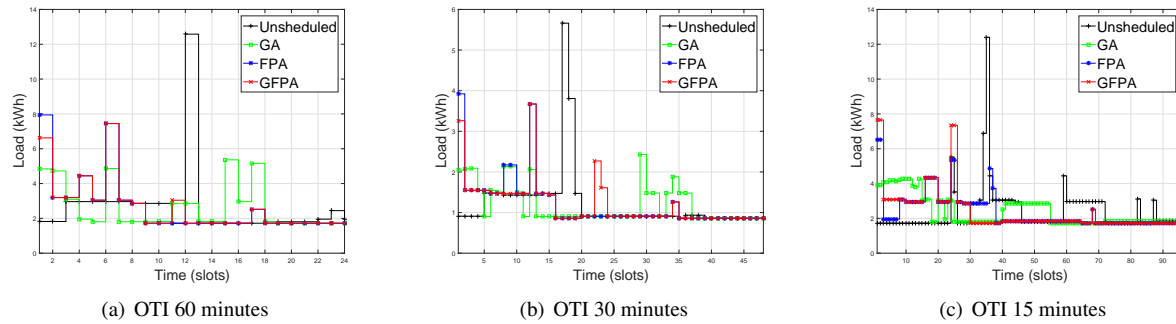 14
12
10
8
6
4
2
0
Load (kWh)
2 4 6 8 10 12 14 16 18 20 22 24
Time (slots)
Unsheduled
GA
FPA
GFPA
(a) OTI 60 minutes
6
5
4
3
2
1
0
Load (kWh)
5 10 15 20 25 30 35 40 45
Time (slots)
Unsheduled
GA
FPA
GFPA
(b) OTI 30 minutes
14
12
10
8
6
4
2
0
Load (kWh)
10 20 30 40 50 60 70 80 90
Time (slots)
Unsheduled
GA
FPA
GFPA
(c) OTI 15 minutes